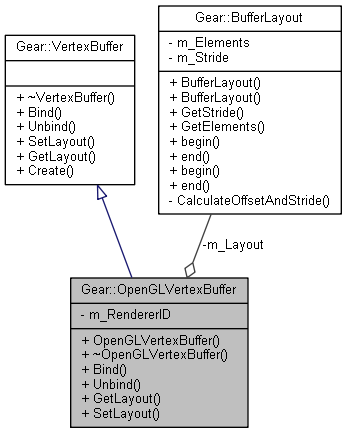 Gear::VertexBuffer
+ ~VertexBuffer()
+ Bind()
+ Unbind()
+ SetLayout()
+ GetLayout()
+ Create()
Gear::BufferLayout
- m_Elements
- m_Stride
+ BufferLayout()
+ BufferLayout()
+ GetStride()
+ GetElements()
+ begin()
+ end()
+ begin()
+ end()
- CalculateOffsetAndStride()
-m_Layout
Gear::OpenGLVertexBuffer
- m_RendererID
+ OpenGLVertexBuffer()
+ ~OpenGLVertexBuffer()
+ Bind()
+ Unbind()
+ GetLayout()
+ SetLayout()